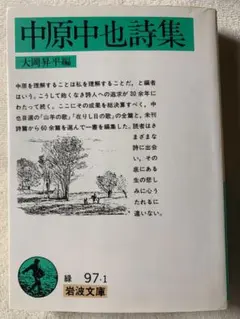 中原中也詩集
大岡昇平編
中原を理解することは私を理解することだ,と編者
はいう.こうして始くなき詩人への追求が30余年に
わたって続く.ここにその成果を総決算すべく,中
也自選の「山羊の歌」「在りし日の歌」の全篇と,未刊
詩篇から60余篇を選んで一巻を編集した.読者はさ
まざまな
詩に出会
い,その
底にある
生の悲し
みに心う
たれるに
違いない.
緑 97-1
岩波文庫